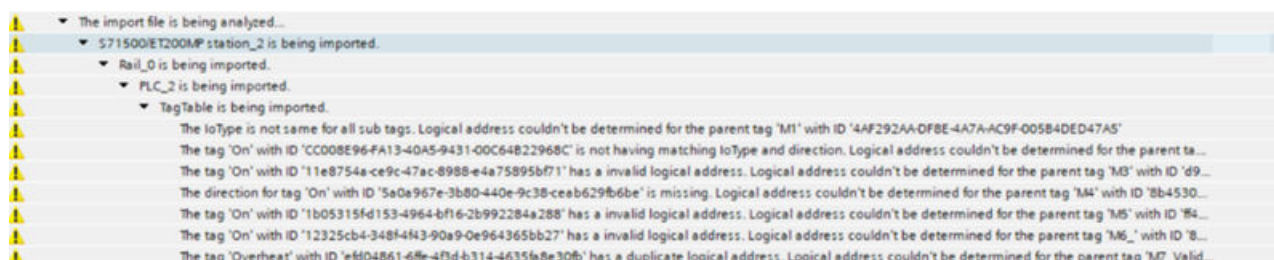 The import file is being analyzed...
S71500/ET200MP station_2 is being imported.
Rail_0 is being imported.
PLC_2 is being imported.
TagTable is being imported.
The IoType is not same for all sub tags. Logical address couldn't be determined for the parent tag 'M1' with ID '4AF292AA-DF8E-4A7A-AC9F-005B4DED47A5'
The tag 'On' with ID 'CC008E96-FA13-40A5-9431-00C64B22968C' is not having matching IoType and direction. Logical address couldn't be determined for the parent ta...
The tag 'On' with ID '11e8754a-ce9c-47ac-8988-e4a75895bf71' has a invalid logical address. Logical address couldn't be determined for the parent tag 'M3' with ID 'd9...
The direction for tag 'On' with ID '5a0a967e-3b80-440e-9c38-ceab629fb6be' is missing. Logical address couldn't be determined for the parent tag 'M4' with ID '8b4530...
The tag 'On' with ID '1b05315f-d153-4964-bf16-2b992284a288' has a invalid logical address. Logical address couldn't be determined for the parent tag 'M5' with ID 'ff4...
The tag 'On' with ID '12325cb4-348f-4f43-90a9-0e964365bb27' has a invalid logical address. Logical address couldn't be determined for the parent tag 'M6_' with ID '8...
The tag 'Overheat' with ID 'efd04861-6ffe-4f3d-b314-4635fa8e30fb' has a duplicate logical address. Logical address couldn't be determined for the parent tag 'M7_Valid...